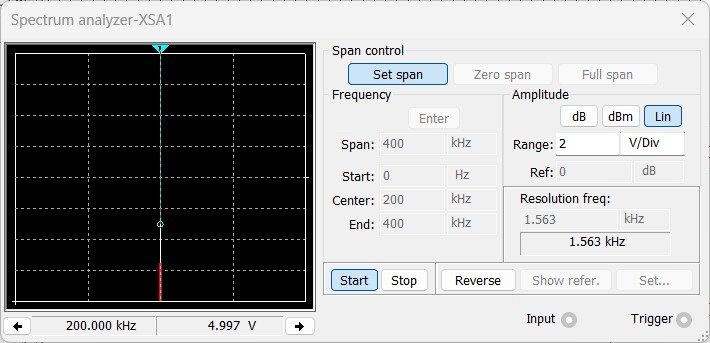 Spectrum analyzer-XSA1
1
Span control
Set span Zero span Full span
Frequency
Enter
Span: 400 kHz
Start: 0 Hz
Center: 200 kHz
End: 400 kHz
Amplitude
dB dBm Lin
Range: 2 V/Div
Ref: 0 dB
Resolution freq:
1.563 kHz
1.563 kHz
Start Stop Reverse Show refer. Set...
200.000 kHz 4.997 V
Input Trigger